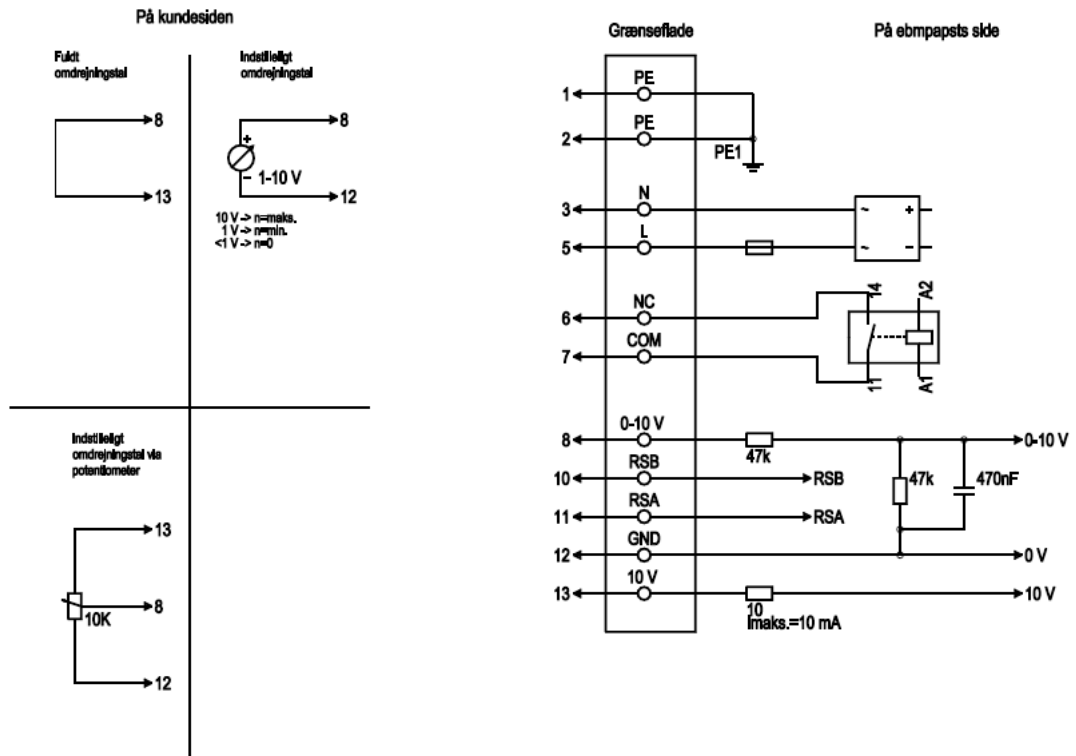 På kundesiden
Fuldt
omdrejningstal
8
13
Indstilleligt
omdrejningstal
8
+
-
1-10 V
12
10 V -> n=maks.
1 V -> n=min.
<1 V -> n=0
Indstilleligt
omdrejningstal via
potentiometer
13
8
10K
12
Grænseflade
På ebmpapsts side
1
PE
2
PE
PE1
3
N
~
+
5
L
~
-
6
NC
14
A2
7
COM
11
A1
8
0-10 V
47k
0-10 V
10
RSB
RSB
47k
470nF
11
RSA
RSA
12
GND
0 V
13
10 V
10
Imaks.=10 mA
10 V